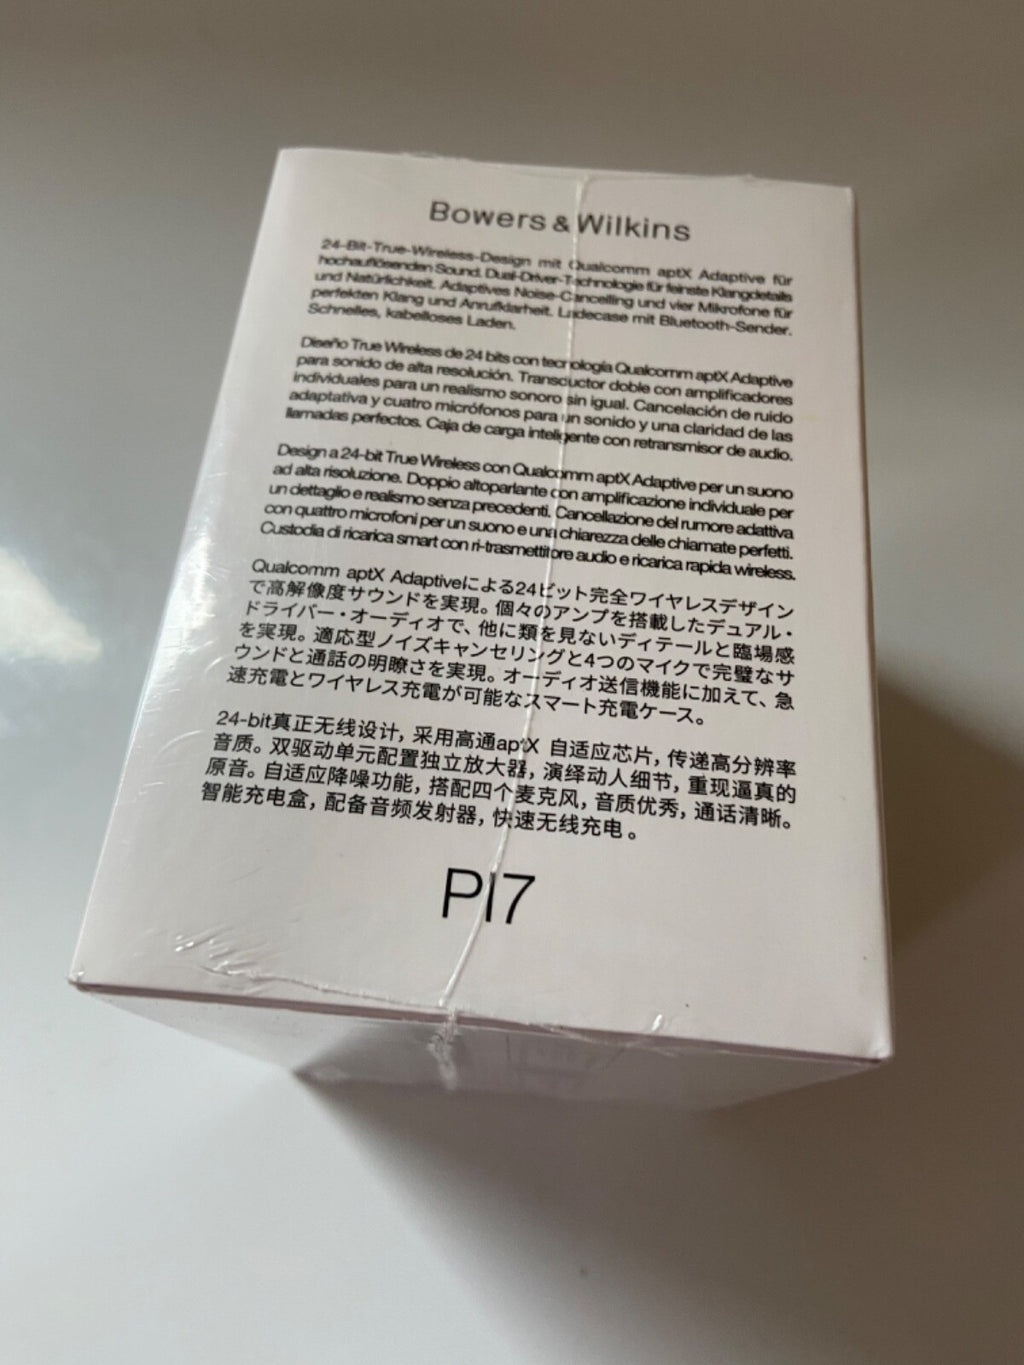 Bowers & Wilkins
24-Bit-True-Wireless-Design mit Qualcomm aptX Adaptive für
hochauflösenden Sound. Dual-Driver-Technologie für feinste Klangdetails
und Natürlichkeit. Adaptives Noise-Cancelling und vier Mikrofone für
perfekten Klang und Anrufklarheit. Ladecase mit Bluetooth-Sender.
Schnelles, kabelloses Laden.
Diseño True Wireless de 24 bits con tecnología Qualcomm aptX Adaptive
para sonido de alta resolución. Transductor doble con amplificadores
individuales para un realismo sonoro sin igual. Cancelación de ruido
adaptativa y cuatro micrófonos para un sonido y una claridad de las
llamadas perfectos. Caja de carga inteligente con retransmisor de audio.
Design a 24-bit True Wireless con Qualcomm aptX Adaptive per un suono
ad alta risoluzione. Doppio altoparlante con amplificazione individuale per
un dettaglio e realismo senza precedenti. Cancellazione del rumore adattiva
con quattro microfoni per un suono e una chiarezza delle chiamate perfetti.
Custodia di ricarica smart con ri-trasmettitore audio e ricarica rapida wireless.
Qualcomm aptX Adaptiveによる24ビット完全ワイヤレスデザイン
で高解像度サウンドを実現。個々のアンプを搭載したデュアル・
ドライバー・オーディオで、他に類を見ないディテールと臨場感
を実現。適応型ノイズキャンセリングと4つのマイクで完璧なサ
ウンドと通話の明瞭さを実現。オーディオ送信機能に加えて、急
速充電とワイヤレス充電が可能なスマート充電ケース。
24-bit真正无线设计，采用高通aptX 自适应芯片，传递高分辨率
音质。双驱动单元配置独立放大器，演绎动人细节，重现逼真的
原音。自适应降噪功能，搭配四个麦克风，音质优秀，通话清晰。
智能充电盒，配备音频发射器，快速无线充电。
PI7